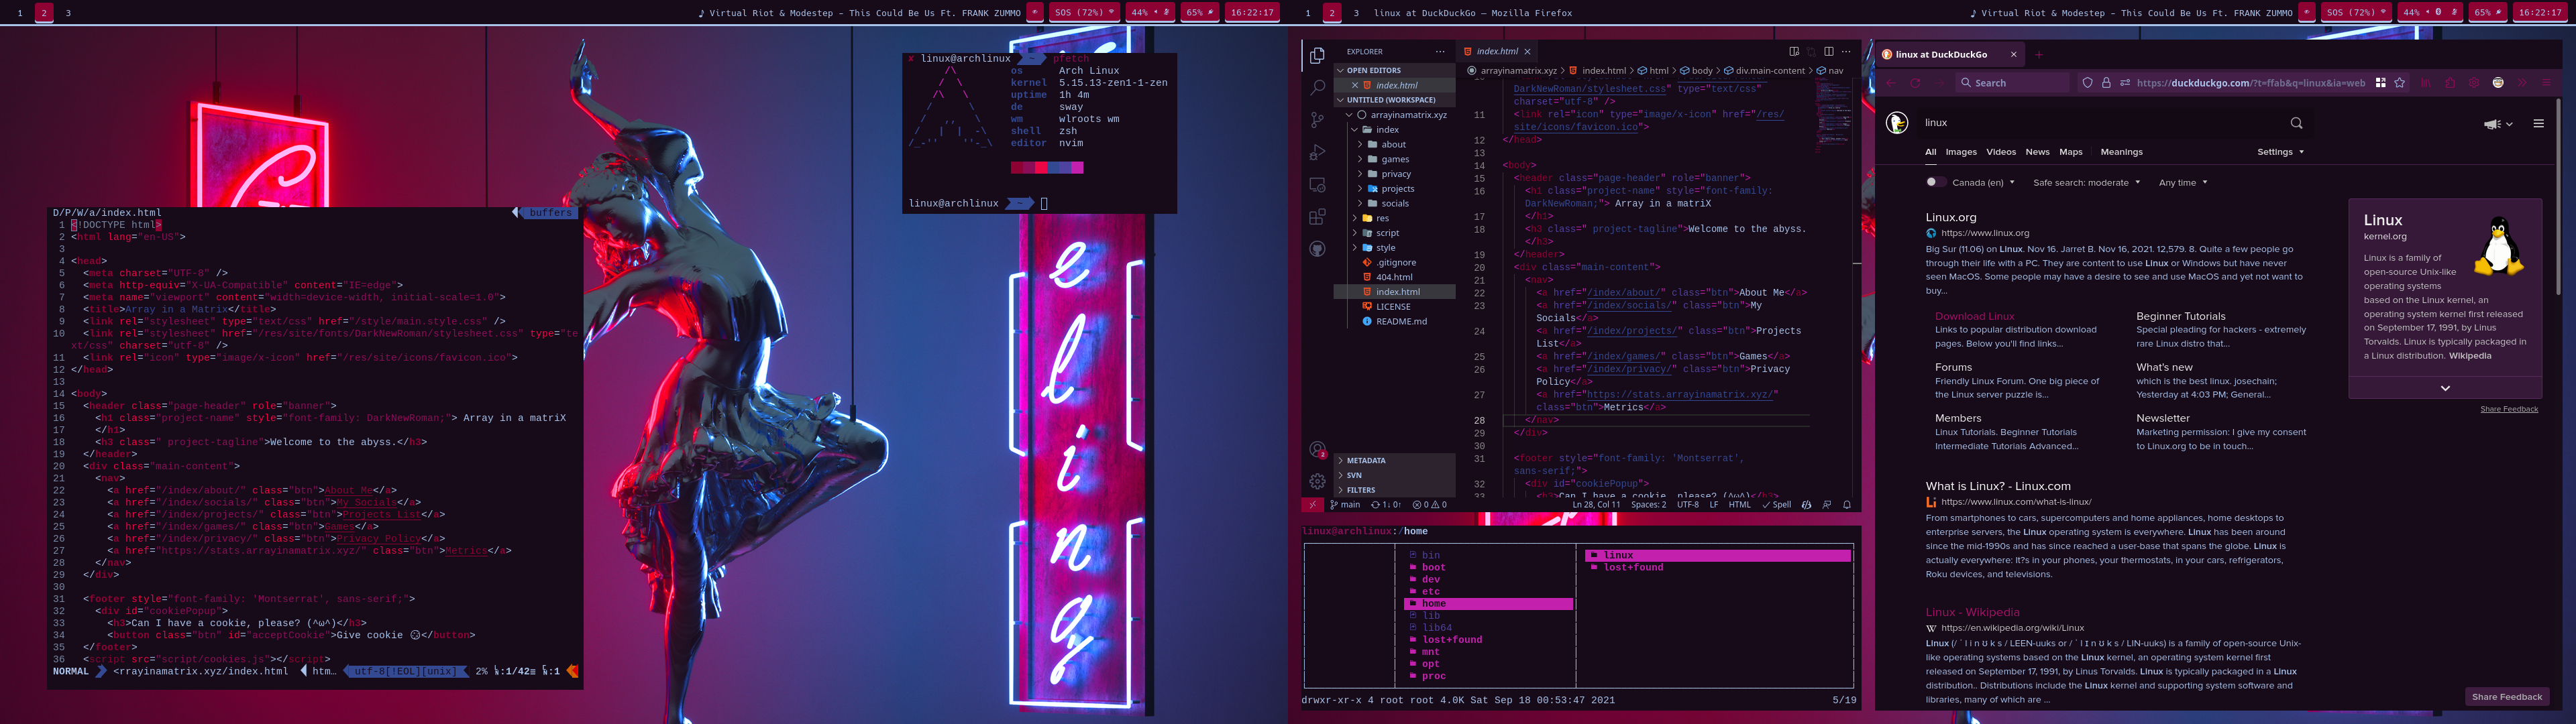 1 2 3
♪ Virtual Riot & Modestep - This Could Be Us Ft. FRANK ZUMMO
SOS (72%)
44%
65%
16:22:17
1 2 3 linux at DuckDuckGo — Mozilla Firefox
♪ Virtual Riot & Modestep - This Could Be Us Ft. FRANK ZUMMO
SOS (72%)
44%
65%
16:22:17
✘ linux@archlinux ~ pfetch
os Arch Linux
kernel 5.15.13-zen1-1-zen
uptime 1h 4m
de sway
wm wlroots wm
shell zsh
editor nvim
linux@archlinux ~
D/P/W/a/index.html
buffers
1 <!DOCTYPE html>
2 <html lang="en-US">
3
4 <head>
5 <meta charset="UTF-8" />
6 <meta http-equiv="X-UA-Compatible" content="IE=edge">
7 <meta name="viewport" content="width=device-width, initial-scale=1.0">
8 <title>Array in a Matrix</title>
9 <link rel="stylesheet" type="text/css" href="/style/main.style.css" />
10 <link rel="stylesheet" href="/res/site/fonts/DarkNewRoman/stylesheet.css" type="te
xt/css" charset="utf-8" />
11 <link rel="icon" type="image/x-icon" href="/res/site/icons/favicon.ico">
12 </head>
13
14 <body>
15 <header class="page-header" role="banner">
16 <h1 class="project-name" style="font-family: DarkNewRoman;"> Array in a matriX
17 </h1>
18 <h3 class=" project-tagline">Welcome to the abyss.</h3>
19 </header>
20 <div class="main-content">
21 <nav>
22 <a href="/index/about/" class="btn">About Me</a>
23 <a href="/index/socials/" class="btn">My Socials</a>
24 <a href="/index/projects/" class="btn">Projects List</a>
25 <a href="/index/games/" class="btn">Games</a>
26 <a href="/index/privacy/" class="btn">Privacy Policy</a>
27 <a href="https://stats.arrayinamatrix.xyz/" class="btn">Metrics</a>
28 </nav>
29 </div>
30
31 <footer style="font-family: 'Montserrat', sans-serif;">
32 <div id="cookiePopup">
33 <h3>Can I have a cookie, please? (^ω^)</h3>
34 <button class="btn" id="acceptCookie">Give cookie 🍪</button>
35 </footer>
36 <script src="script/cookies.js"></script>
NORMAL <rrayinamatrix.xyz/index.html htm… utf-8[!EOL][unix] 2% ㏑:1/42≡ ℅:1
e
l
i
n
g
EXPLORER
OPEN EDITORS
index.html
UNTITLED (WORKSPACE)
arrayinamatrix.xyz
index
about
games
privacy
projects
socials
res
script
style
.gitignore
404.html
index.html
LICENSE
README.md
METADATA
SVN
FILTERS
2
index.html
arrayinamatrix.xyz > index.html > html > body > div.main-content > nav
DarkNewRoman/stylesheet.css" type="text/css"
charset="utf-8" />
11 <link rel="icon" type="image/x-icon" href="/res/
site/icons/favicon.ico">
12 </head>
13
14 <body>
15 <header class="page-header" role="banner">
16 <h1 class="project-name" style="font-family:
DarkNewRoman;"> Array in a matriX
17 </h1>
18 <h3 class=" project-tagline">Welcome to the abyss.
</h3>
19 </header>
20 <div class="main-content">
21 <nav>
22 <a href="/index/about/" class="btn">About Me</a>
23 <a href="/index/socials/" class="btn">My
Socials</a>
24 <a href="/index/projects/" class="btn">Projects
List</a>
25 <a href="/index/games/" class="btn">Games</a>
26 <a href="/index/privacy/" class="btn">Privacy
Policy</a>
27 <a href="https://stats.arrayinamatrix.xyz/"
class="btn">Metrics</a>
28 </nav>
29 </div>
30
31 <footer style="font-family: 'Montserrat',
sans-serif;">
32 <div id="cookiePopup">
33 <h3>Can I have a cookie, please? (^ω^)</h3>
main 1↓ 0↑ 0 0
Ln 28, Col 11 Spaces: 2 UTF-8 LF HTML Spell
linux@archlinux:/home
bin
boot
dev
etc
home
lib
lib64
lost+found
mnt
opt
proc
linux
lost+found
drwxr-xr-x 4 root root 4.0K Sat Sep 18 00:53:47 2021 5/19
linux at DuckDuckGo
Search
https://duckduckgo.com/?t=ffab&q=linux&ia=web
linux
All Images Videos News Maps Meanings Settings
Canada (en) Safe search: moderate Any time
Linux.org
https://www.linux.org
Big Sur (11.06) on Linux. Nov 16. Jarret B. Nov 16, 2021. 12,579. 8. Quite a few people go
through their life with a PC. They are content to use Linux or Windows but have never
seen MacOS. Some people may have a desire to see and use MacOS and yet not want to
buy...
Download Linux
Links to popular distribution download
pages. Below you'll find links...
Beginner Tutorials
Special pleading for hackers - extremely
rare Linux distro that...
Forums
Friendly Linux Forum. One big piece of
the Linux server puzzle is...
What's new
which is the best linux. josechain;
Yesterday at 4:03 PM; General...
Members
Linux Tutorials. Beginner Tutorials
Intermediate Tutorials Advanced...
Newsletter
Marketing permission: I give my consent
to Linux.org to be in touch...
What is Linux? - Linux.com
https://www.linux.com/what-is-linux/
From smartphones to cars, supercomputers and home appliances, home desktops to
enterprise servers, the Linux operating system is everywhere. Linux has been around
since the mid-1990s and has since reached a user-base that spans the globe. Linux is
actually everywhere: It?s in your phones, your thermostats, in your cars, refrigerators,
Roku devices, and televisions.
Linux - Wikipedia
https://en.wikipedia.org/wiki/Linux
Linux (/ ˈ l i n ʊ k s / LEEN-uuks or / ˈ l ɪ n ʊ k s / LIN-uuks) is a family of open-source Unix-
like operating systems based on the Linux kernel, an operating system kernel first
released on September 17, 1991, by Linus Torvalds. Linux is typically packaged in a Linux
distribution.. Distributions include the Linux kernel and supporting system software and
libraries, many of which are ...
Linux
kernel.org
Linux is a family of
open-source Unix-like
operating systems
based on the Linux kernel, an
operating system kernel first released
on September 17, 1991, by Linus
Torvalds. Linux is typically packaged in
a Linux distribution. Wikipedia
Share Feedback
Share Feedback